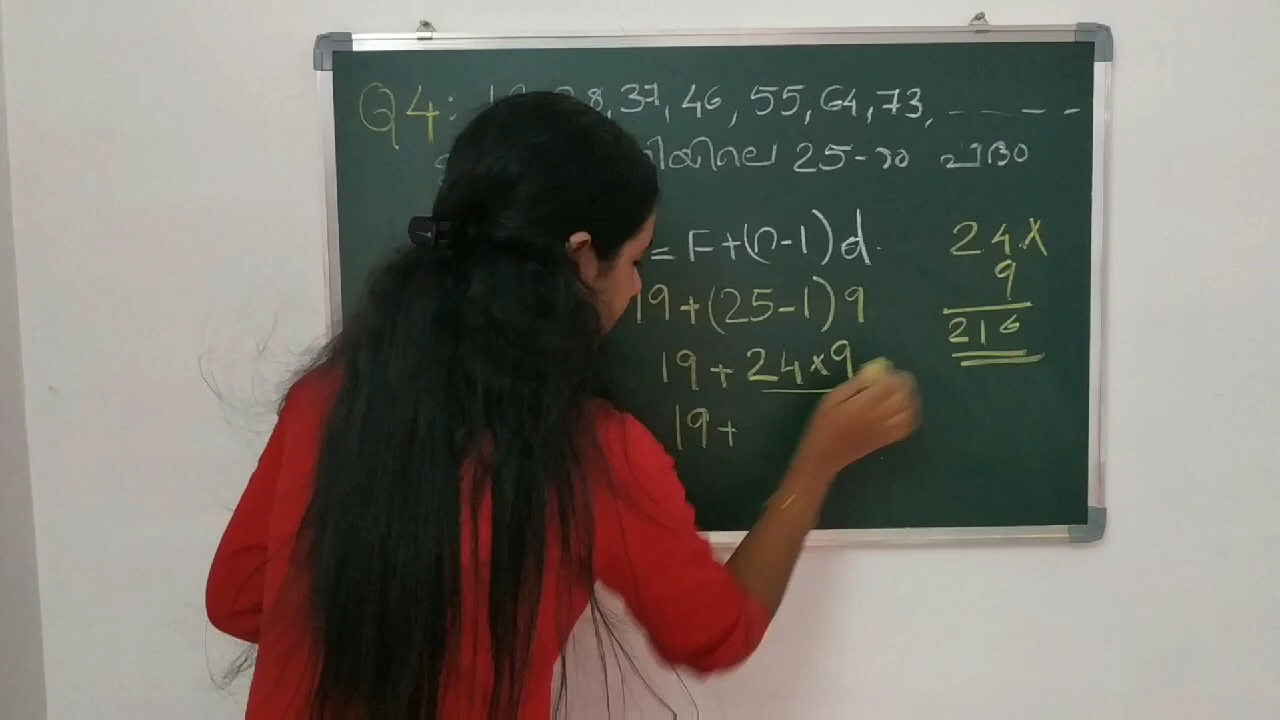 Q4: 19, 28, 37, 46, 55, 64, 73, - - - -
25-ാം പദം
= F+(n-1)d.
19+(25-1)9
19+24×9
19+
24×
9
216